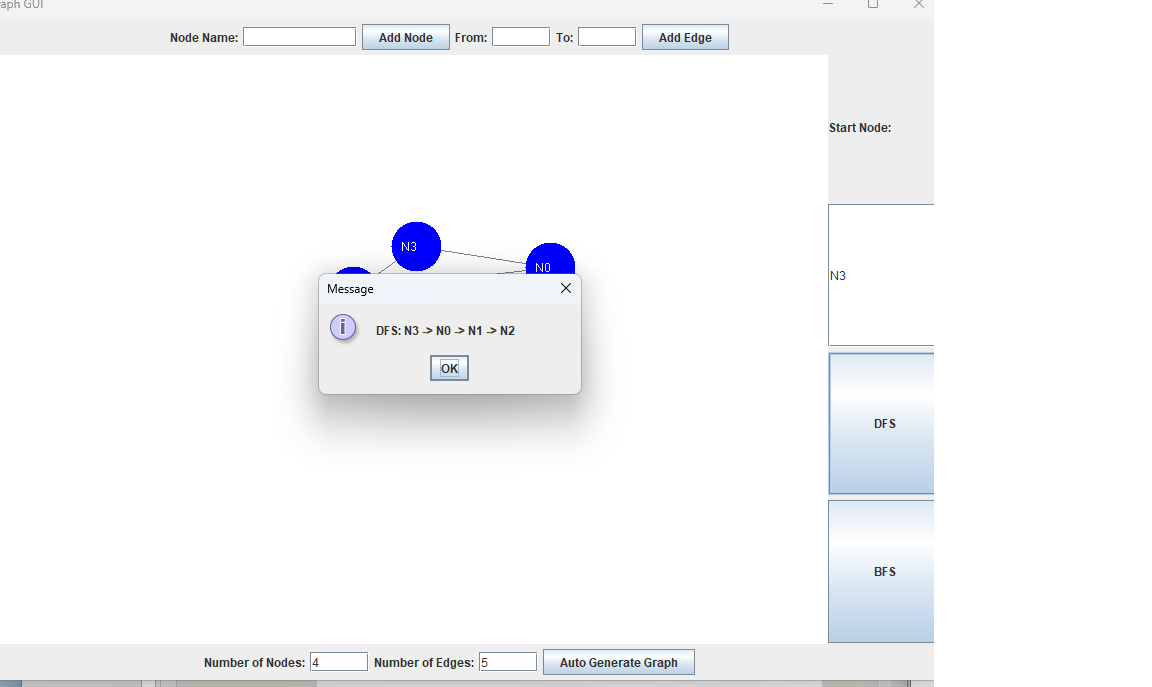 aph GUI
Node Name: Add Node From: To: Add Edge
Start Node:
N3
N0
N3
Message
DFS: N3 -> N0 -> N1 -> N2
OK
DFS
BFS
Number of Nodes: 4 Number of Edges: 5 Auto Generate Graph